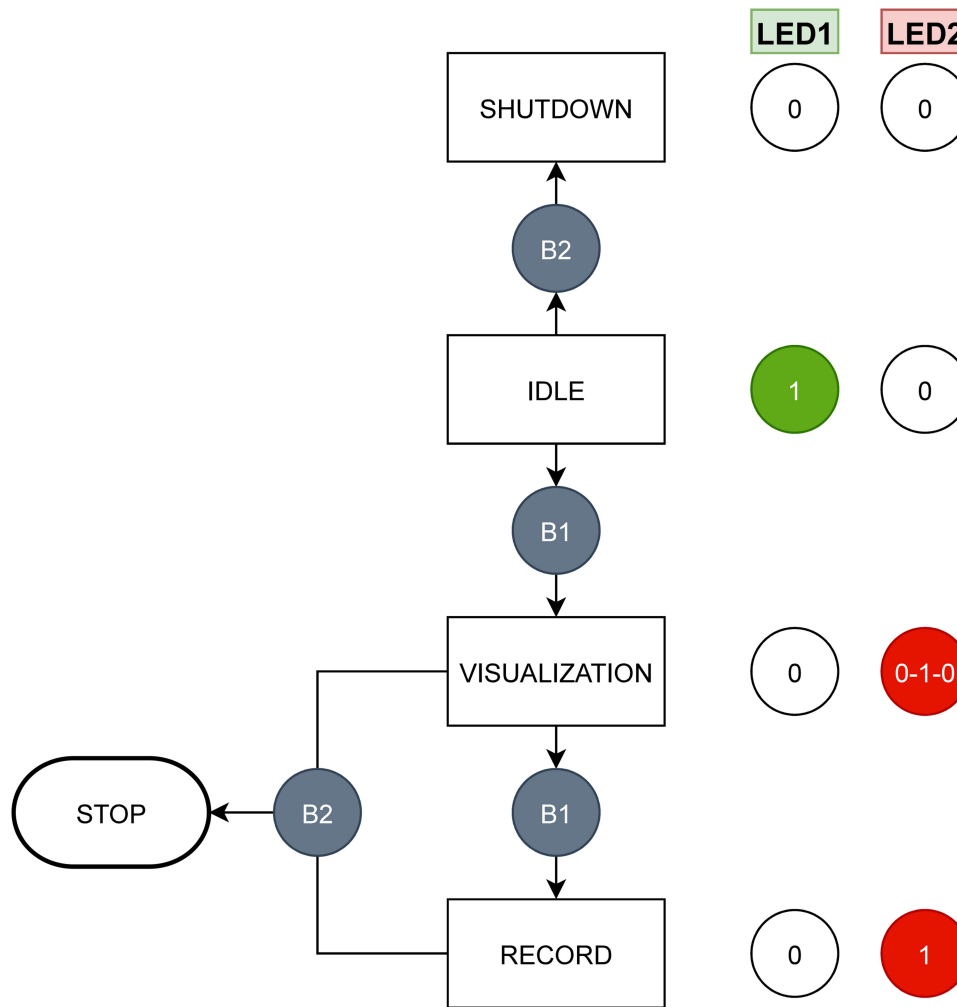 LED1 LED2
SHUTDOWN 0 0
B2
IDLE 1 0
B1
VISUALIZATION 0 0-1-0
STOP B2 B1
RECORD 0 1